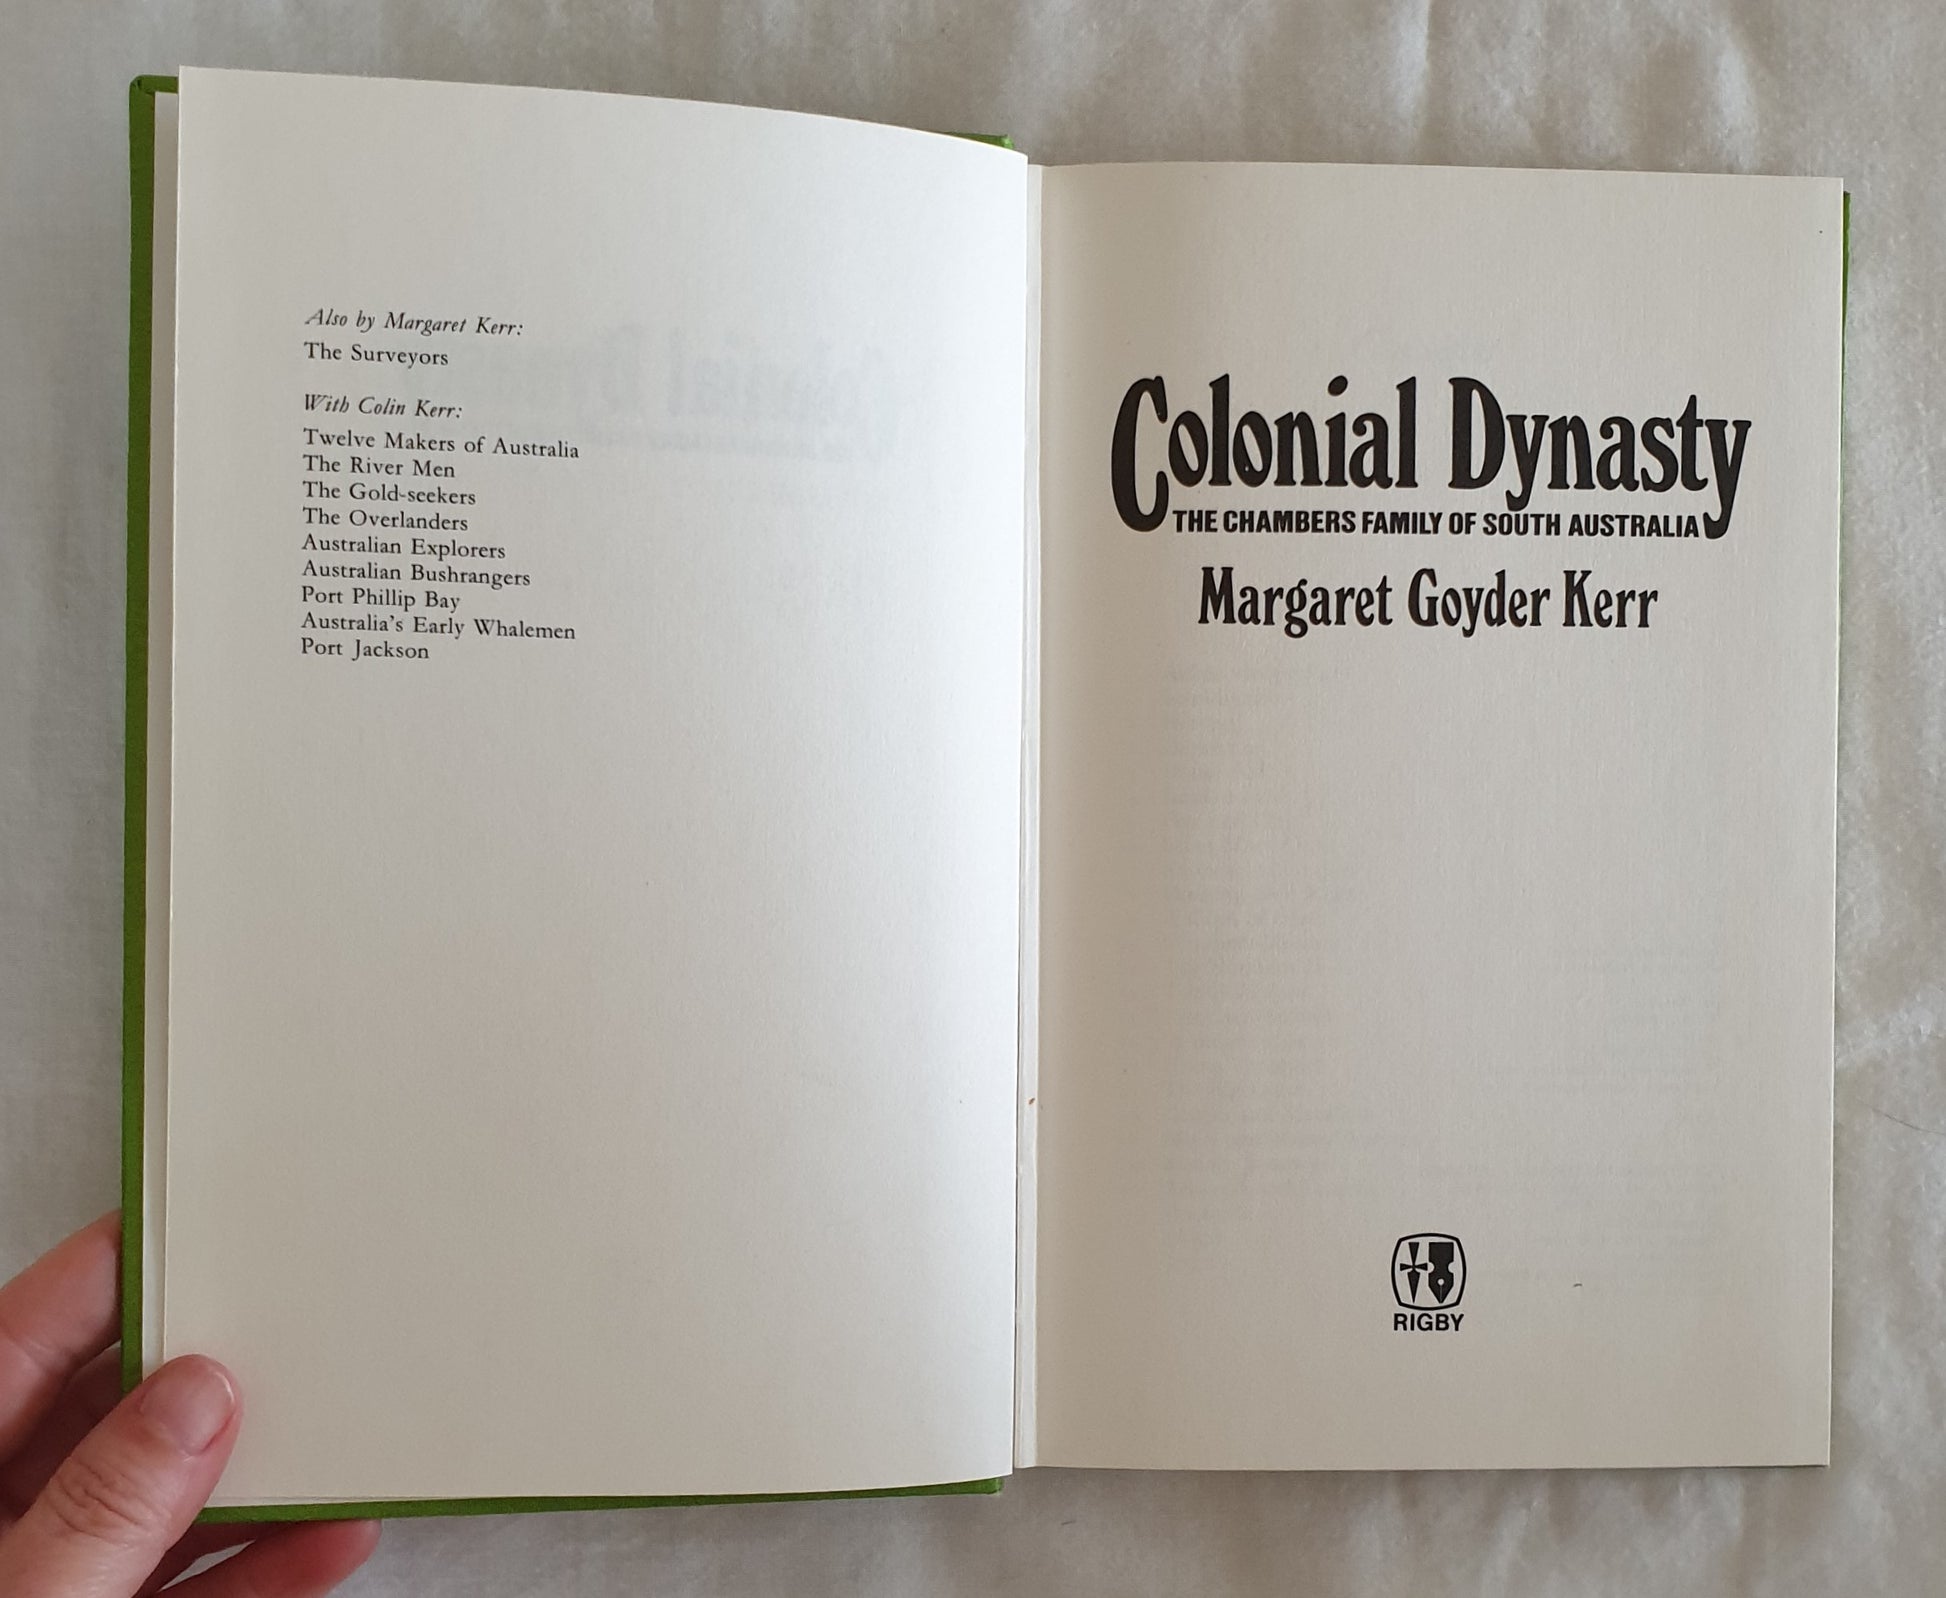 Also by Margaret Kerr:
The Surveyors
With Colin Kerr:
Twelve Makers of Australia
The River Men
The Gold-seekers
The Overlanders
Australian Explorers
Australian Bushrangers
Port Phillip Bay
Australia's Early Whalemen
Port Jackson
Colonial Dynasty
THE CHAMBERS FAMILY OF SOUTH AUSTRALIA
Margaret Goyder Kerr
RIGBY